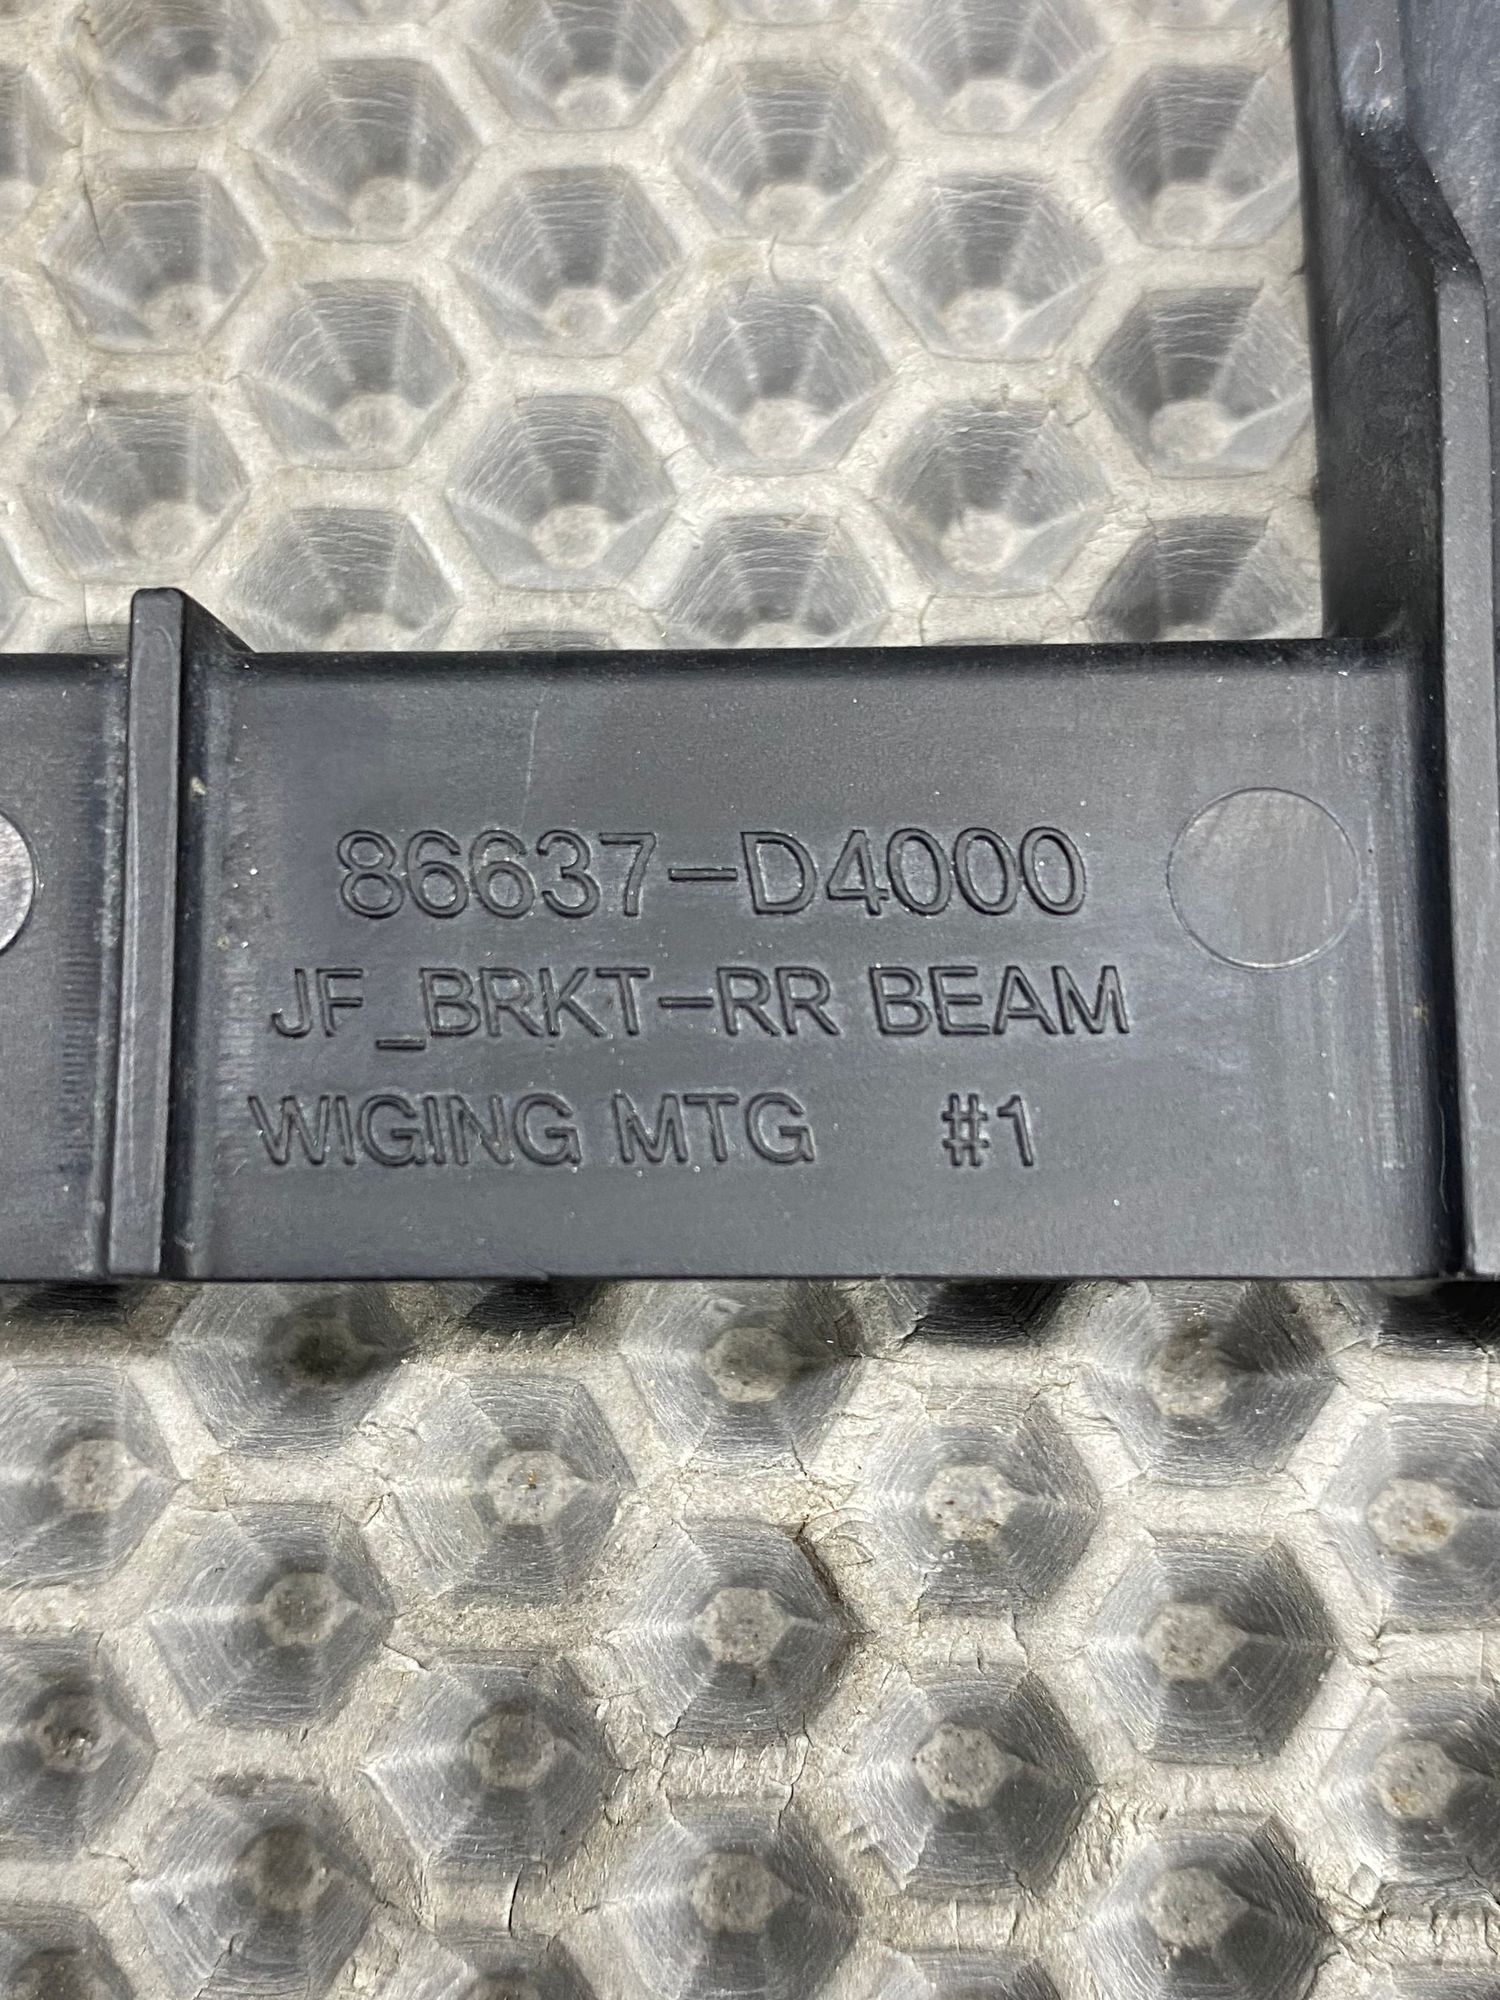 86637-D4000
JF_BRKT-RR BEAM
WIGING MTG #1